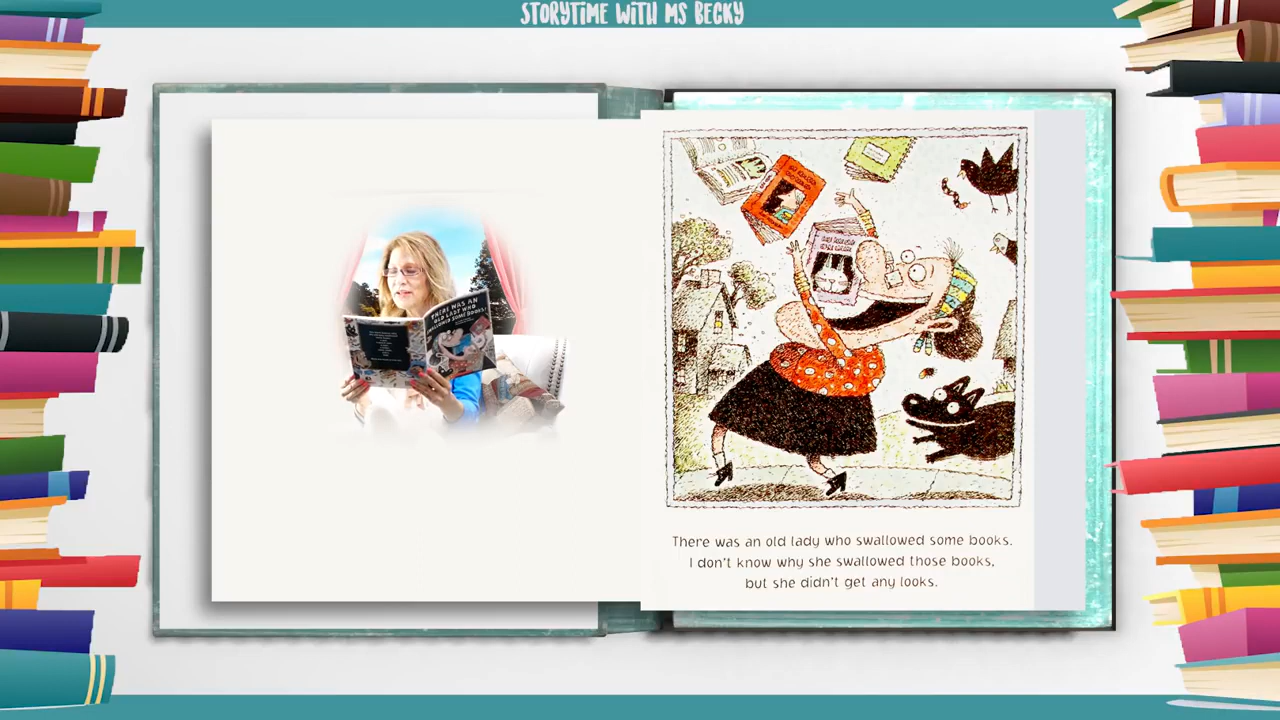 STORYTIME WITH MS BECKY
THERE WAS AN
OLD LADY WHO
SWALLOWED SOME BOOKS!
There was an old lady who swallowed some books.
I don't know why she swallowed those books,
but she didn't get any looks.